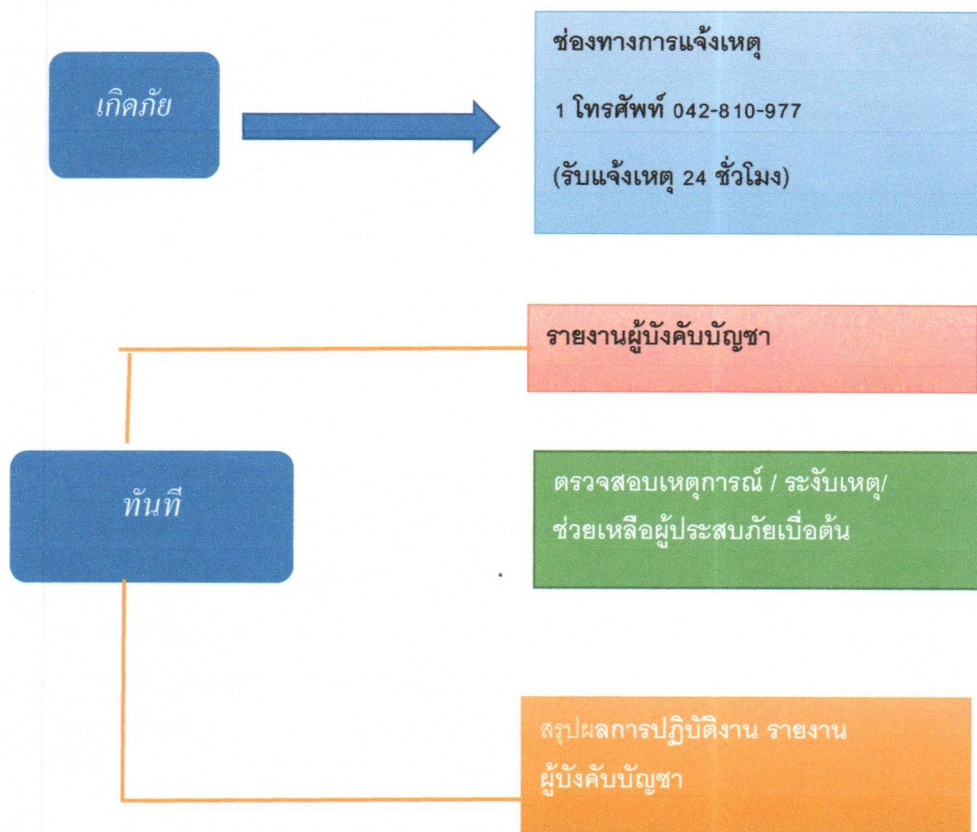 เกิดภัย
ช่องทางการแจ้งเหตุ
1 โทรศัพท์ 042-810-977
(รับแจ้งเหตุ 24 ชั่วโมง)
รายงานผู้บังคับบัญชา
ทันที
ตรวจสอบเหตุการณ์ / ระงับเหตุ/
ช่วยเหลือผู้ประสบภัยเบื่อต้น
สรุปผลการปฏิบัติงาน รายงาน
ผู้บังคับบัญชา